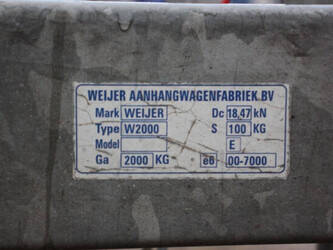 WEIJER AANHANGWAGENFABRIEK.BV
Mark WEIJER Dc 18,47 kN
Type W2000 S 100 KG
Model E
Ga 2000 KG e6 00-7000